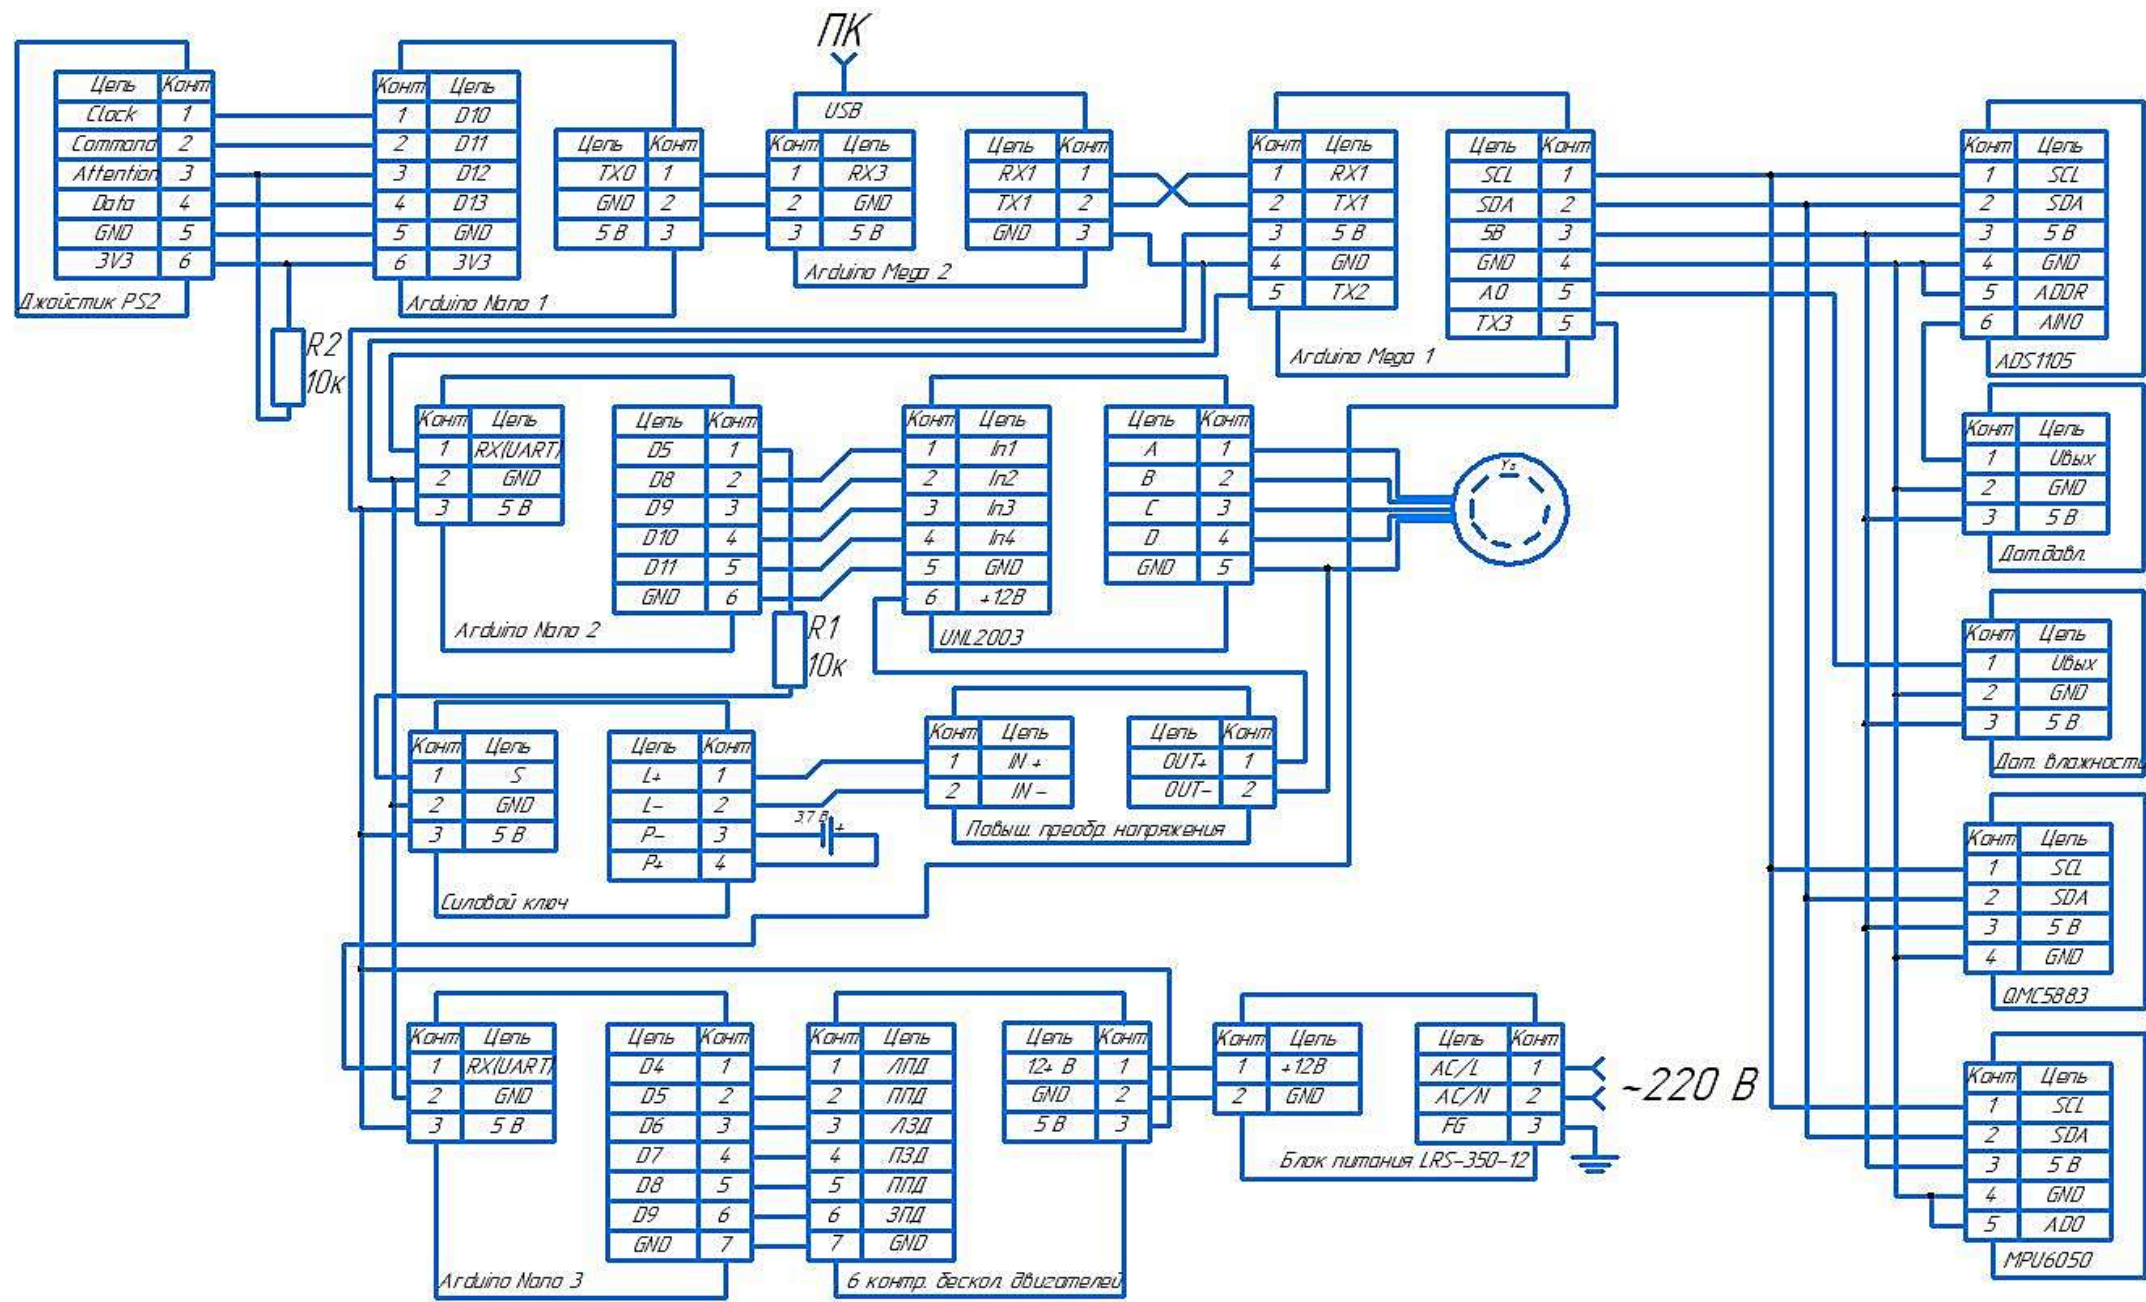 ПК
Цепь Конт
Clock 1
Command 2
Attention 3
Data 4
GND 5
3V3 6
Джойстик PS2
Конт Цепь
1 D10
2 D11
3 D12
4 D13
5 GND
6 3V3
Цепь Конт
TX0 1
GND 2
5 В 3
Arduino Nano 1
USB
Конт Цепь
1 RX3
2 GND
3 5 В
Цепь Конт
RX1 1
TX1 2
GND 3
Arduino Mega 2
Конт Цепь
1 RX1
2 TX1
3 5 В
4 GND
5 TX2
Цепь Конт
SCL 1
SDA 2
5В 3
GND 4
A0 5
TX3 5
Arduino Mega 1
Конт Цепь
1 SCL
2 SDA
3 5 В
4 GND
5 ADDR
6 AIN0
ADS1105
R2
10к
Конт Цепь
1 RX(UART)
2 GND
3 5 В
Цепь Конт
D5 1
D8 2
D9 3
D10 4
D11 5
GND 6
Arduino Nano 2
R1
10к
Конт Цепь
1 In1
2 In2
3 In3
4 In4
5 GND
6 +12В
Цепь Конт
A 1
B 2
C 3
D 4
GND 5
UNL2003
Конт Цепь
1 Uвых
2 GND
3 5 В
Дат.давл.
Конт Цепь
1 Uвых
2 GND
3 5 В
Дат. влажности
Конт Цепь
1 S
2 GND
3 5 В
Цепь Конт
L+ 1
L- 2
P- 3
P+ 4
Силовой ключ
3,7 В
+
Конт Цепь
1 IN +
2 IN -
Цепь Конт
OUT+ 1
OUT- 2
Повыш. преобр. напряжения
Конт Цепь
1 SCL
2 SDA
3 5 В
4 GND
QMC5883
Конт Цепь
1 RX(UART)
2 GND
3 5 В
Цепь Конт
D4 1
D5 2
D6 3
D7 4
D8 5
D9 6
GND 7
Arduino Nano 3
Конт Цепь
1 ЛПД
2 ППД
3 ЛЗД
4 ПЗД
5 ППД
6 ЗПД
7 GND
Цепь Конт
12+ В 1
GND 2
5 В 3
6 контр. бескол. двигателей
Конт Цепь
1 +12В
2 GND
Цепь Конт
AC/L 1
AC/N 2
FG 3
Блок питания LRS-350-12
~220 В
Конт Цепь
1 SCL
2 SDA
3 5 В
4 GND
5 AD0
MPU6050